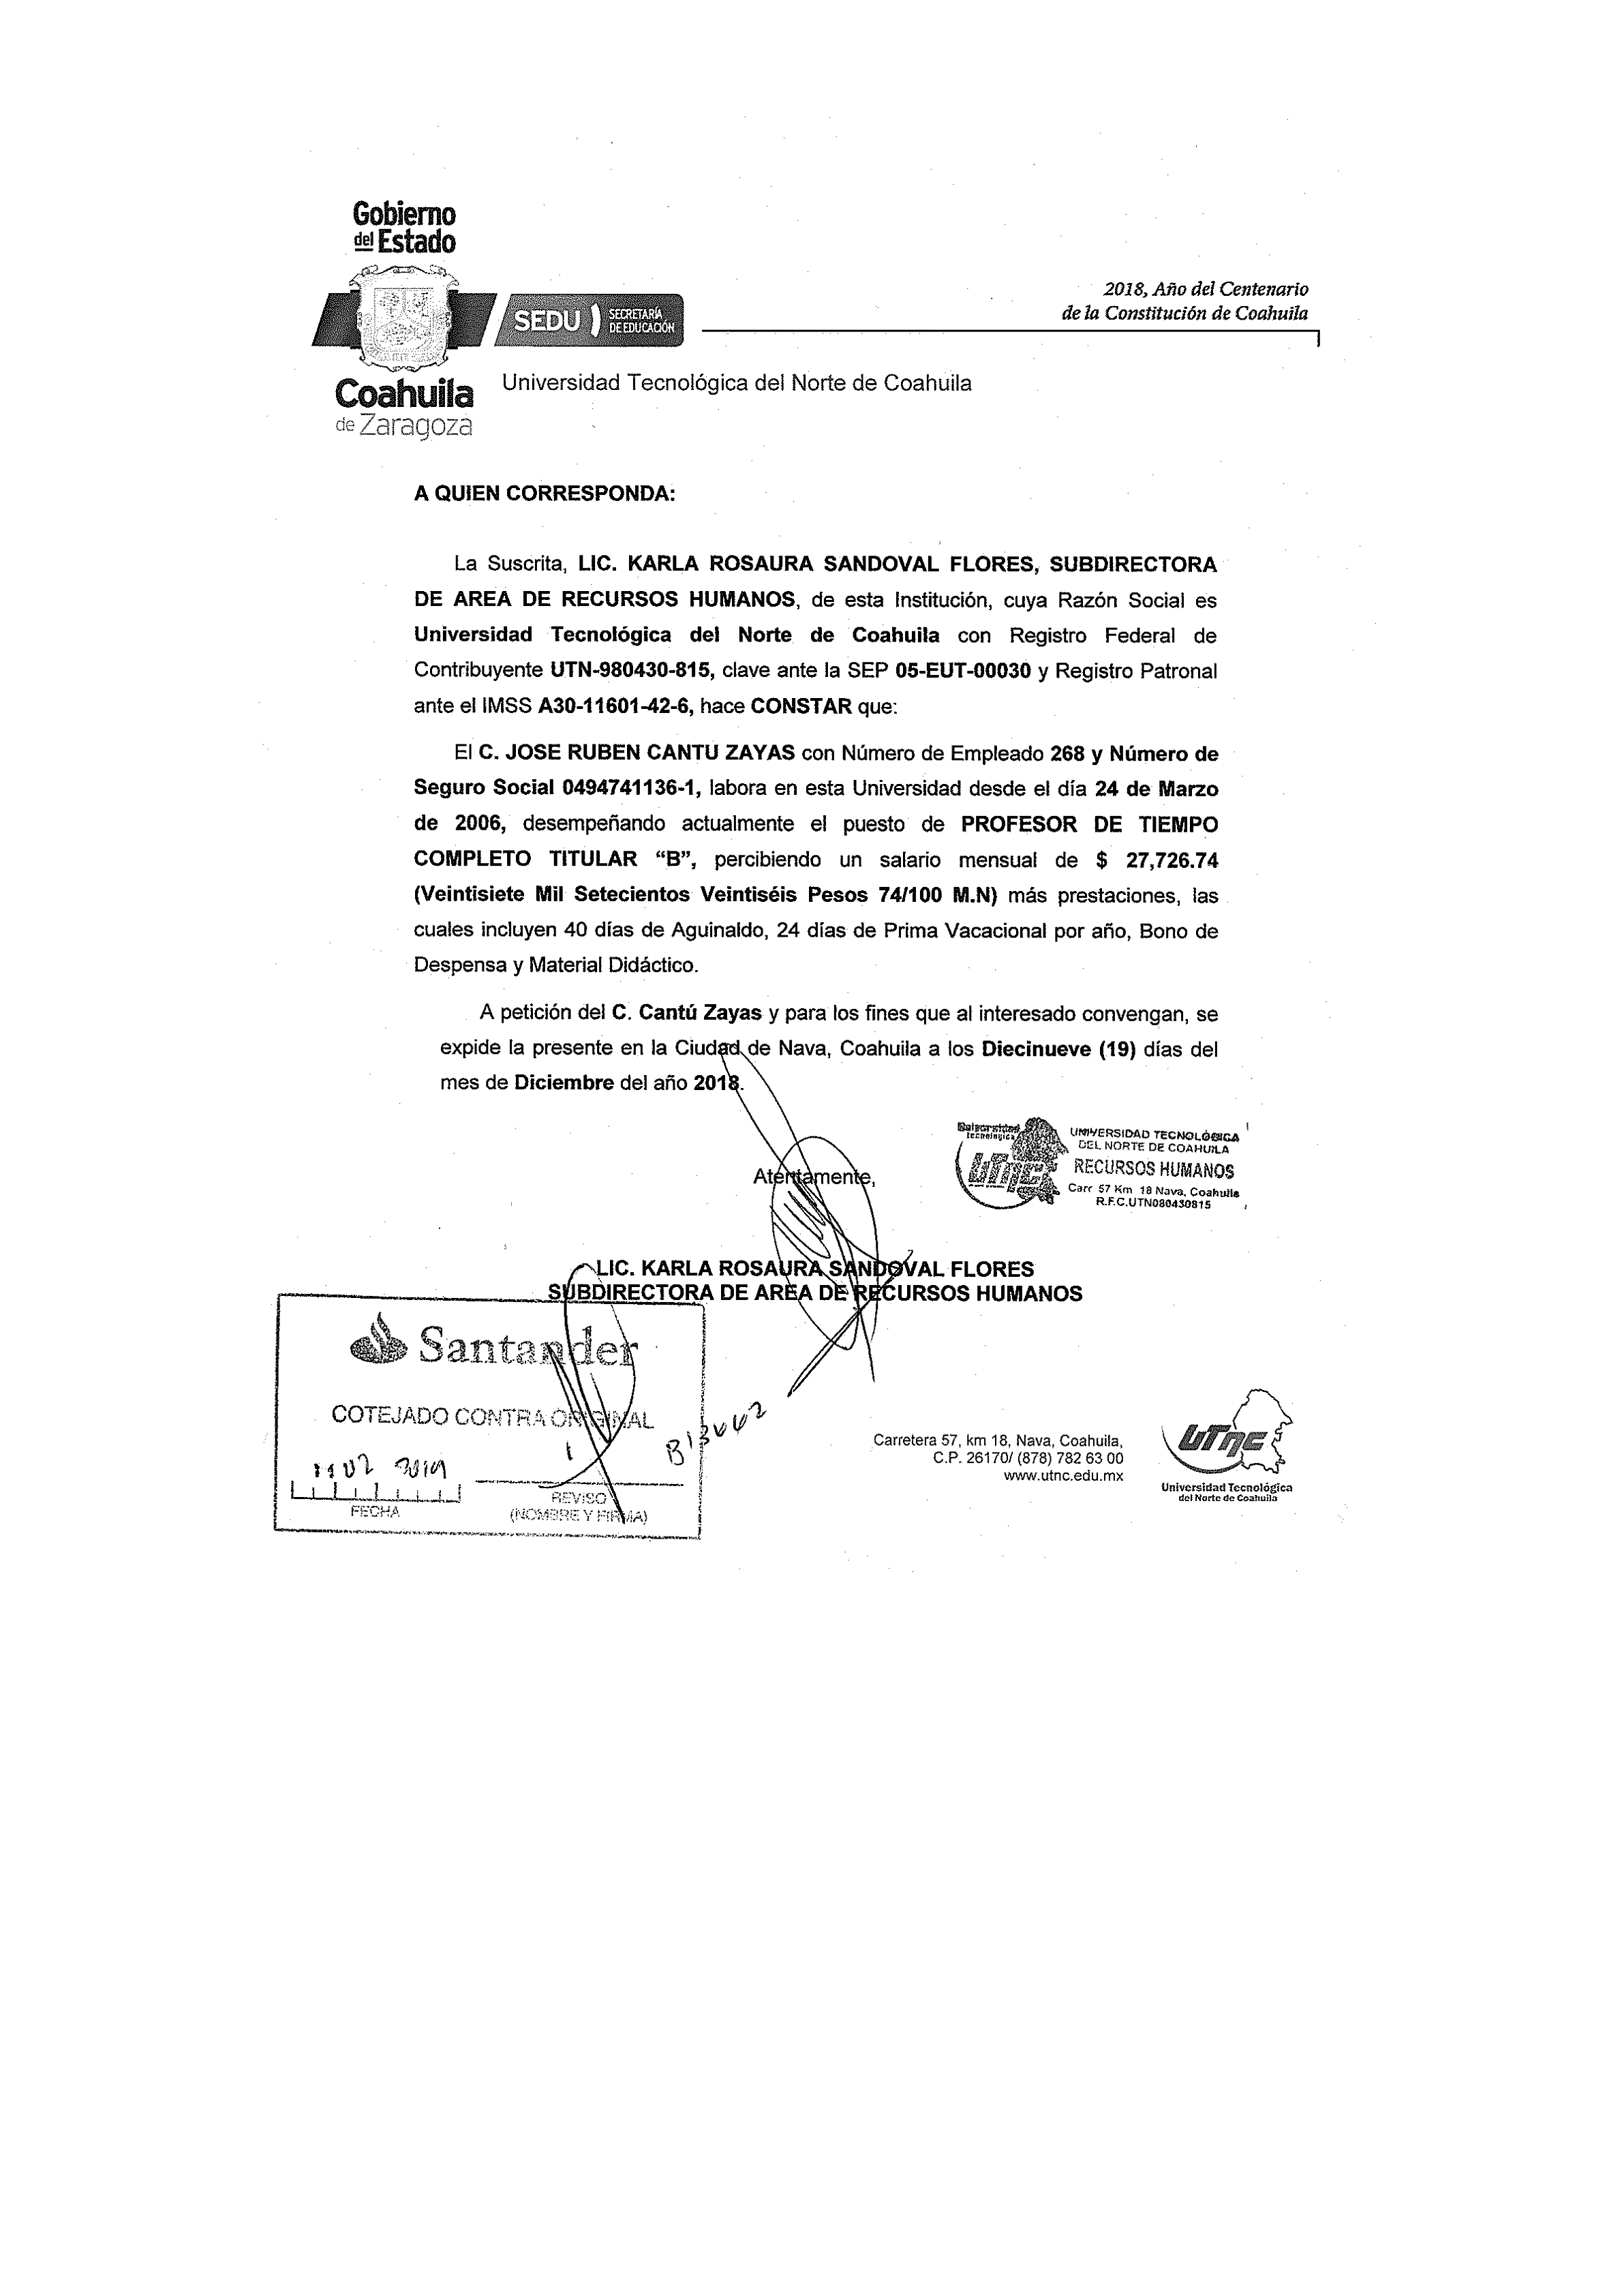 Gobierno
del Estado
2018, Año del Centenario
de la Constitución de Coahuila
SEDU SECRETARÍA
DE EDUCACIÓN
Coahuila
de Zaragoza
Universidad Tecnológica del Norte de Coahuila
A QUIEN CORRESPONDA:
La Suscrita, LIC. KARLA ROSAURA SANDOVAL FLORES, SUBDIRECTORA
DE AREA DE RECURSOS HUMANOS, de esta Institución, cuya Razón Social es
Universidad Tecnológica del Norte de Coahuila con Registro Federal de
Contribuyente UTN-980430-815, clave ante la SEP 05-EUT-00030 y Registro Patronal
ante el IMSS A30-11601-42-6, hace CONSTAR que:
El C. JOSE RUBEN CANTU ZAYAS con Número de Empleado 268 y Número de
Seguro Social 0494741136-1, labora en esta Universidad desde el día 24 de Marzo
de 2006, desempeñando actualmente el puesto de PROFESOR DE TIEMPO
COMPLETO TITULAR “B”, percibiendo un salario mensual de $ 27,726.74
(Veintisiete Mil Setecientos Veintiséis Pesos 74/100 M.N) más prestaciones, las
cuales incluyen 40 días de Aguinaldo, 24 días de Prima Vacacional por año, Bono de
Despensa y Material Didáctico.
A petición del C. Cantú Zayas y para los fines que al interesado convengan, se
expide la presente en la Ciudad de Nava, Coahuila a los Diecinueve (19) días del
mes de Diciembre del año 2018.
Universidad
Tecnológica
UTNC
UNIVERSIDAD TECNOLÓGICA
DEL NORTE DE COAHUILA
RECURSOS HUMANOS
Carr 57 Km 18 Nava, Coahuila
R.F.C.UTN980430815
Atentamente,
LIC. KARLA ROSAURA SANDOVAL FLORES
SUBDIRECTORA DE AREA DE RECURSOS HUMANOS
Santander
COTEJADO CONTRA ORIGINAL
FECHA
REVISO
(NOMBRE Y FIRMA)
Carretera 57, km 18, Nava, Coahuila,
C.P. 26170/ (878) 782 63 00
www.utnc.edu.mx
UTNC
Universidad Tecnológica
del Norte de Coahuila